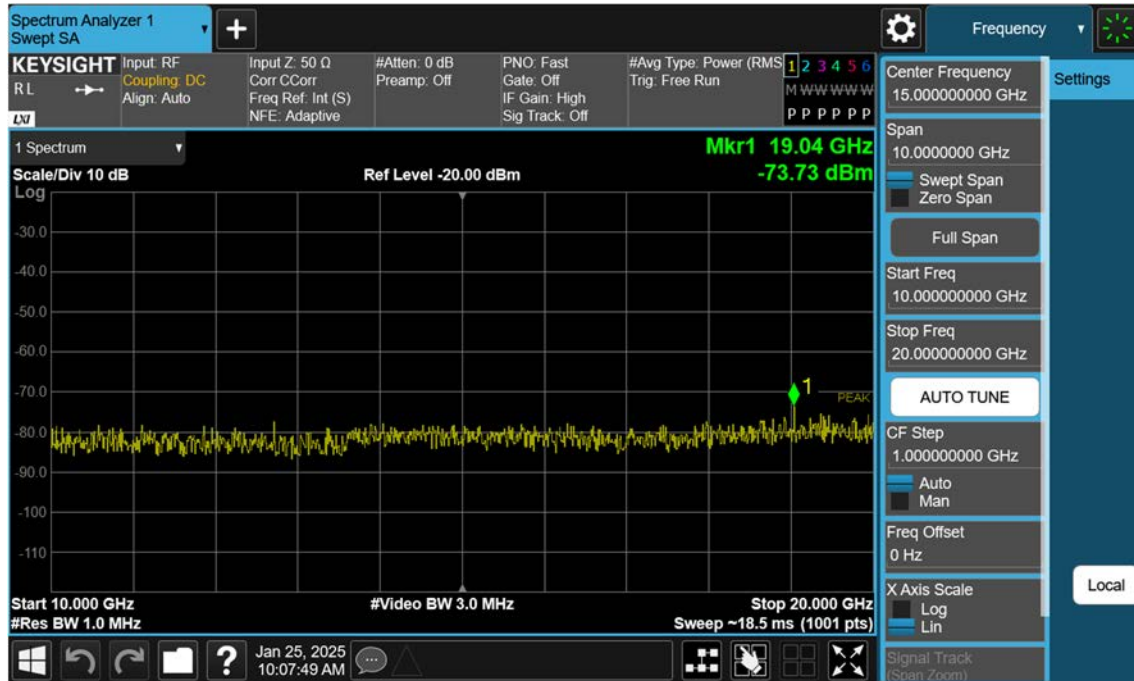 Spectrum Analyzer 1
Swept SA
Frequency
KEYSIGHT
RL
LXI
Input: RF
Coupling: DC
Align: Auto
Input Z: 50 Ω
Corr CCorr
Freq Ref: Int (S)
NFE: Adaptive
#Atten: 0 dB
Preamp: Off
PNO: Fast
Gate: Off
IF Gain: High
Sig Track: Off
#Avg Type: Power (RMS
Trig: Free Run
1 2 3 4 5 6
M W W W W W
P P P P P P
1 Spectrum
Mkr1 19.04 GHz
-73.73 dBm
Scale/Div 10 dB
Ref Level -20.00 dBm
Log
-30.0
-40.0
-50.0
-60.0
-70.0
-80.0
-90.0
-100
-110
1
PEAK
Start 10.000 GHz
#Video BW 3.0 MHz
Stop 20.000 GHz
#Res BW 1.0 MHz
Sweep ~18.5 ms (1001 pts)
Jan 25, 2025
10:07:49 AM
Center Frequency
15.000000000 GHz
Span
10.0000000 GHz
Swept Span
Zero Span
Full Span
Start Freq
10.000000000 GHz
Stop Freq
20.000000000 GHz
AUTO TUNE
CF Step
1.000000000 GHz
Auto
Man
Freq Offset
0 Hz
X Axis Scale
Log
Lin
Signal Track
(Span Zoom)
Settings
Local